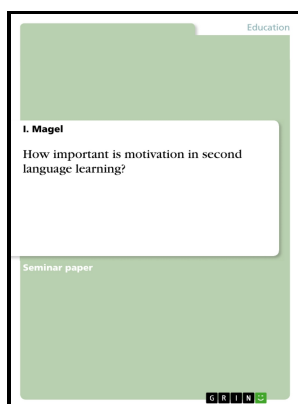 Education
I. Magel
How important is motivation in second
language learning?
Seminar paper
GRIN